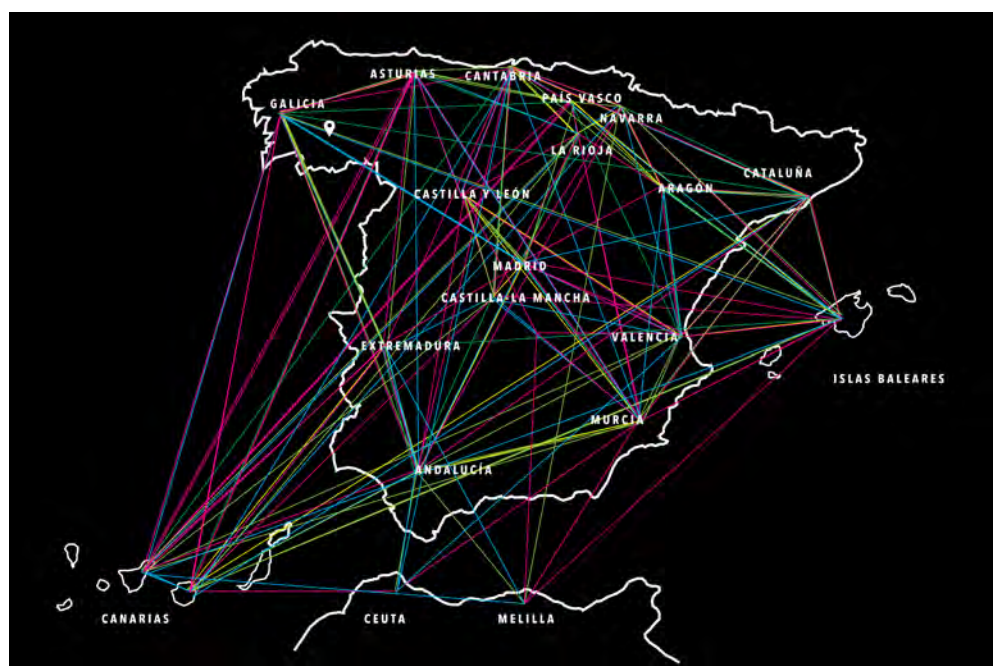 ASTURIAS
CANTABRIA
PAÍS VASCO
GALICIA
NAVARRA
LA RIOJA
CATALUÑA
ARAGÓN
CASTILLA Y LEÓN
MADRID
CASTILLA-LA MANCHA
VALENCIA
EXTREMADURA
ISLAS BALEARES
MURCIA
ANDALUCÍA
CANARIAS
CEUTA
MELILLA